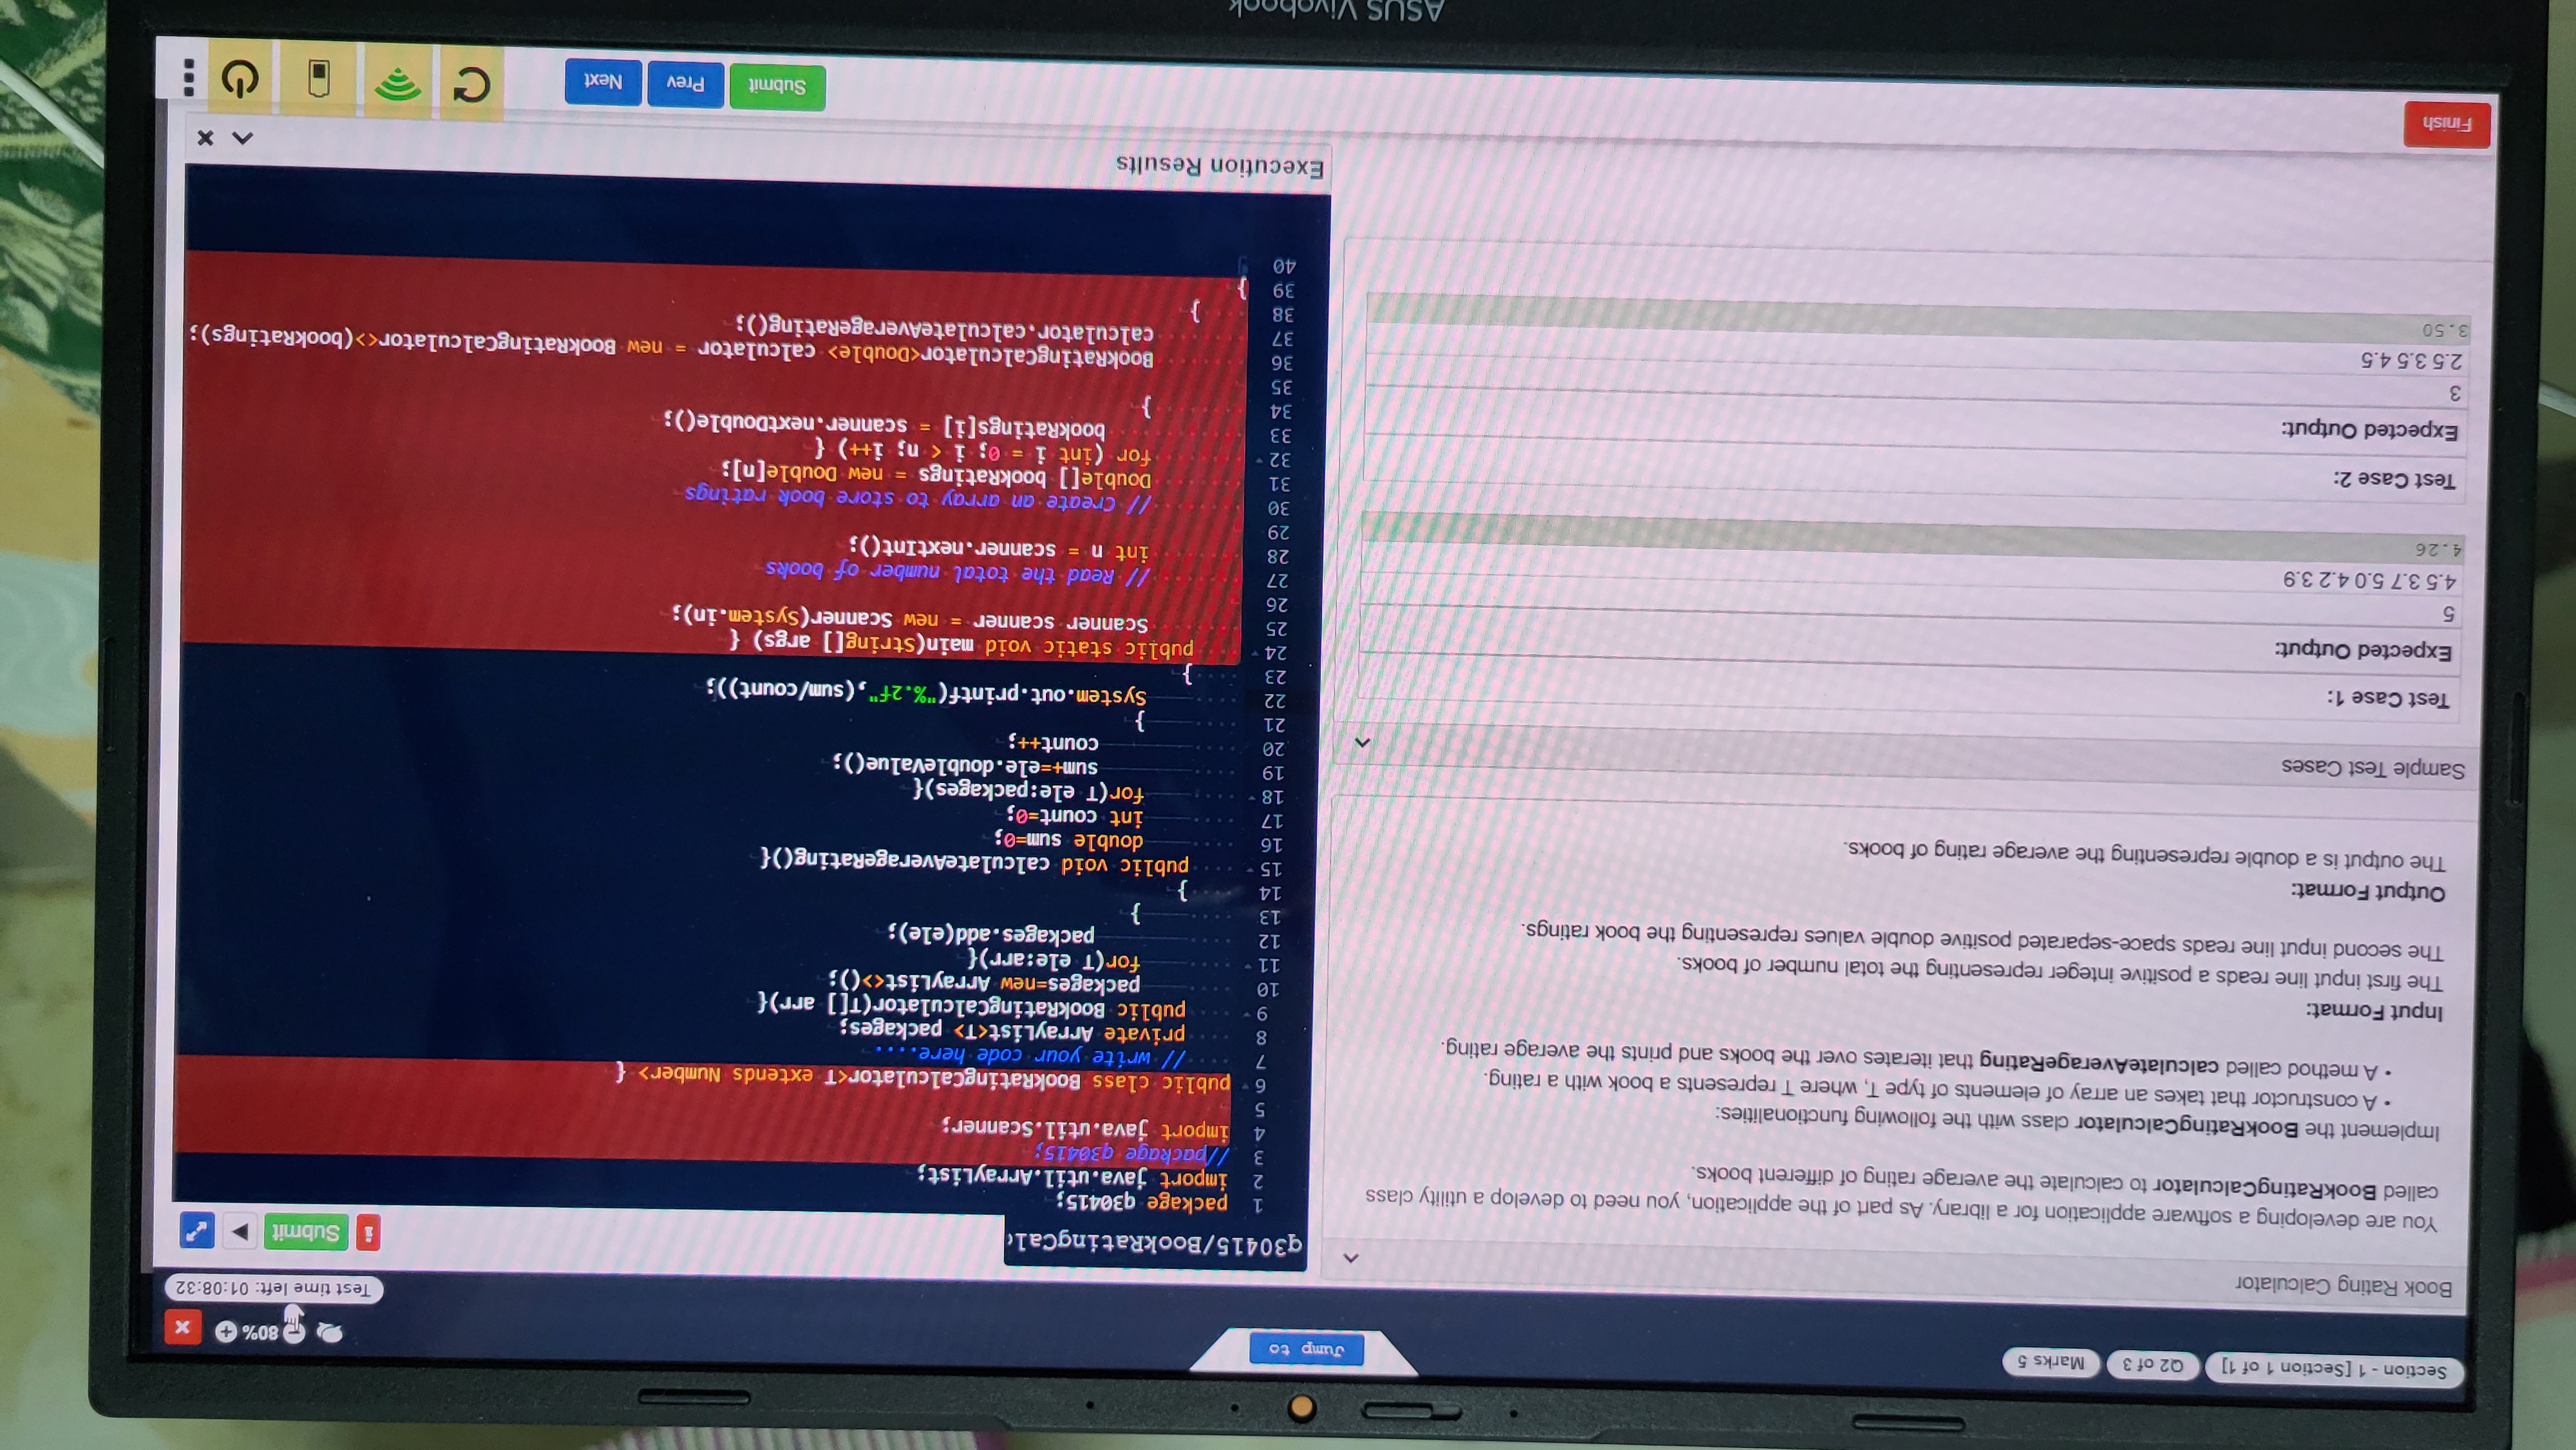 Section - 1 [Section 1 of 1] Q2 of 3 Marks 5
Jump to
80%
Test time left: 01:08:32
Book Rating Calculator
You are developing a software application for a library. As part of the application, you need to develop a utility class
called BookRatingCalculator to calculate the average rating of different books.
Implement the BookRatingCalculator class with the following functionalities:
• A constructor that takes an array of elements of type T, where T represents a book with a rating.
• A method called calculateAverageRating that iterates over the books and prints the average rating.
Input Format:
The first input line reads a positive integer representing the total number of books.
The second input line reads space-separated positive double values representing the book ratings.
Output Format:
The output is a double representing the average rating of books.
Sample Test Cases
Test Case 1:
Expected Output:
5
4.5 3.7 5.0 4.2 3.9
4.26
Test Case 2:
Expected Output:
3
2.5 3.5 4.5
3.50
Finish
q30415/BookRatingCal
Submit
1 package q30415;
2 import java.util.ArrayList;
3 //package q30415;
4 import java.util.Scanner;
5
6 public class BookRatingCalculator<T extends Number> {
7 // write your code here....
8 private ArrayList<T> packages;
9 public BookRatingCalculator(T[] arr){
10 packages=new ArrayList<>();
11 for(T ele:arr){
12 packages.add(ele);
13 }
14 }
15 public void calculateAverageRating(){
16 double sum=0;
17 int count=0;
18 for(T ele:packages){
19 sum+=ele.doubleValue();
20 count++;
21 }
22 System.out.printf("%.2f",(sum/count));
23 }
24 public static void main(String[] args) {
25 Scanner scanner = new Scanner(System.in);
26
27 // Read the total number of books
28 int n = scanner.nextInt();
29
30 // Create an array to store book ratings
31 Double[] bookRatings = new Double[n];
32 for (int i = 0; i < n; i++) {
33 bookRatings[i] = scanner.nextDouble();
34 }
35
36 BookRatingCalculator<Double> calculator = new BookRatingCalculator<>(bookRatings);
37 calculator.calculateAverageRating();
38 }
39 }
40
Execution Results
Submit Prev Next
ASUS Vivobook